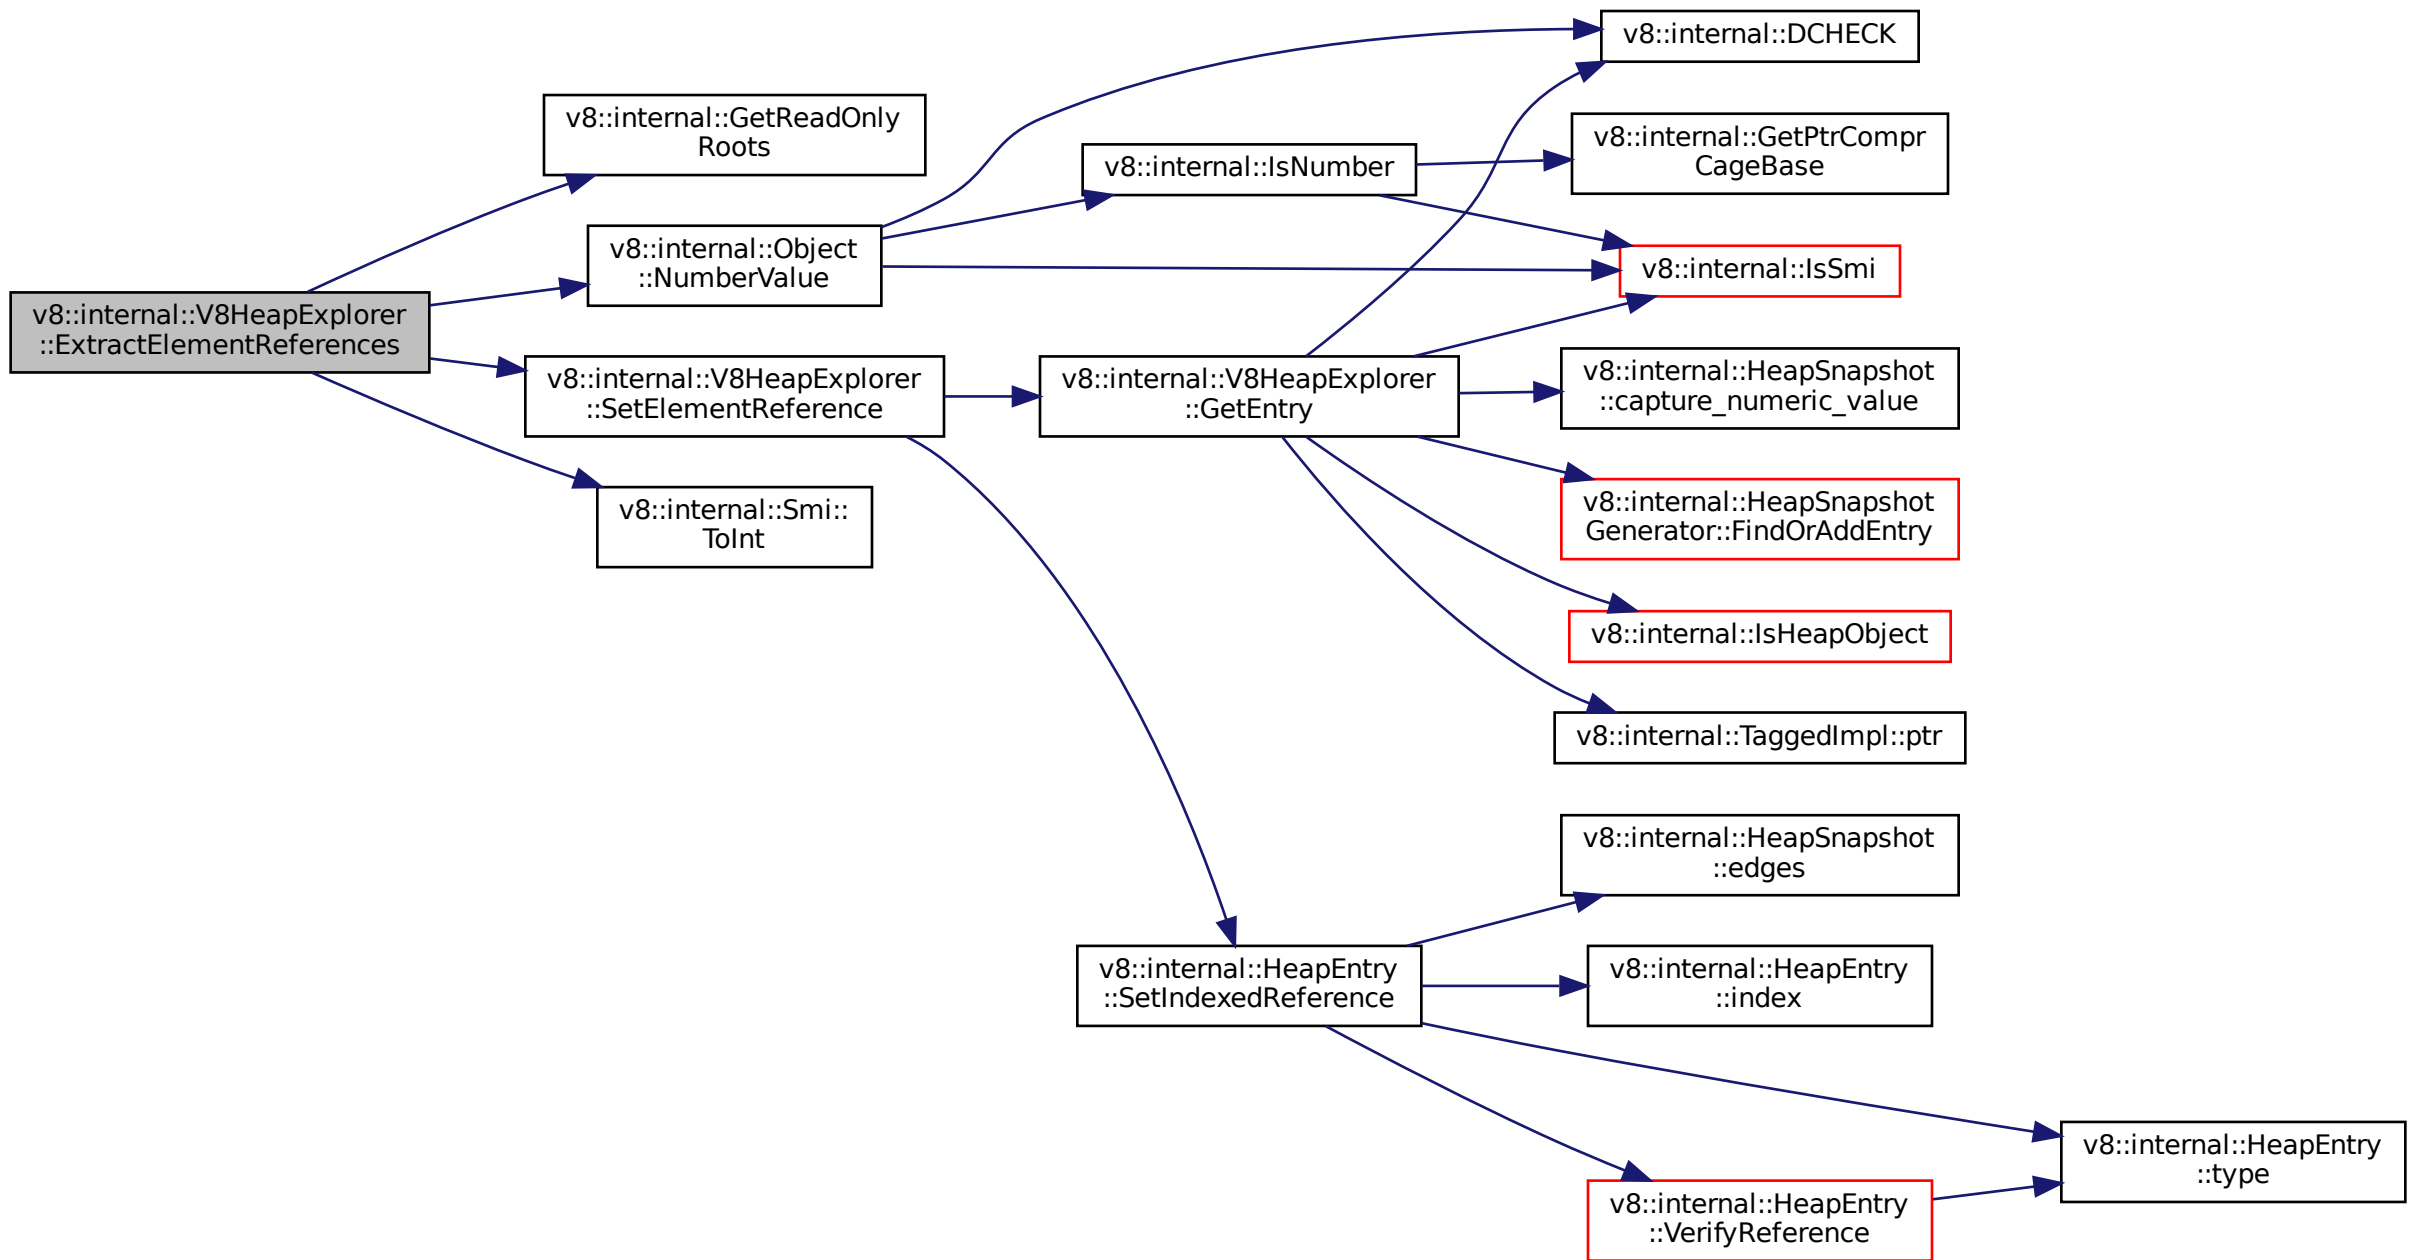 v8::internal::V8HeapExplorer
::ExtractElementReferences
v8::internal::GetReadOnly
Roots
v8::internal::Object
::NumberValue
v8::internal::V8HeapExplorer
::SetElementReference
v8::internal::Smi::
ToInt
v8::internal::IsNumber
v8::internal::V8HeapExplorer
::GetEntry
v8::internal::HeapEntry
::SetIndexedReference
v8::internal::DCHECK
v8::internal::GetPtrCompr
CageBase
v8::internal::IsSmi
v8::internal::HeapSnapshot
::capture_numeric_value
v8::internal::HeapSnapshot
Generator::FindOrAddEntry
v8::internal::IsHeapObject
v8::internal::TaggedImpl::ptr
v8::internal::HeapSnapshot
::edges
v8::internal::HeapEntry
::index
v8::internal::HeapEntry
::VerifyReference
v8::internal::HeapEntry
::type